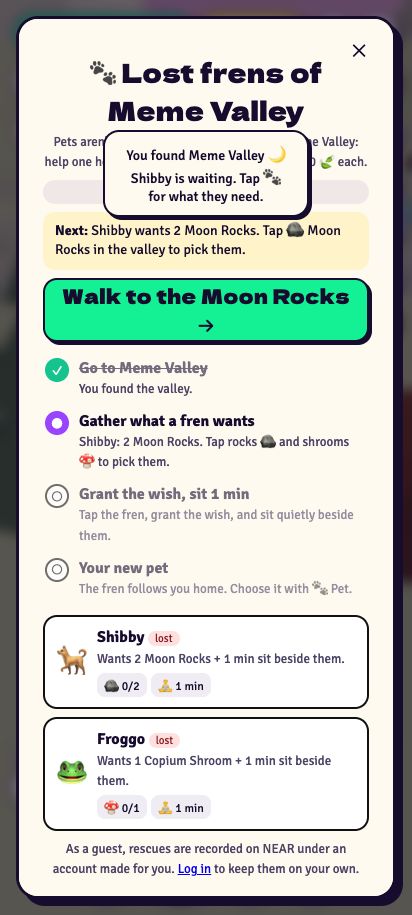 Lost frens of
Meme Valley
Pets aren
ne Valley:
help one h
each.
You found Meme Valley
Shibby is waiting. Tap
for what they need.
Next: Shibby wants 2 Moon Rocks. Tap Moon
Rocks in the valley to pick them.
Walk to the Moon Rocks
→
Go to Meme Valley
You found the valley.
Gather what a fren wants
Shibby: 2 Moon Rocks. Tap rocks and shrooms
to pick them.
Grant the wish, sit 1 min
Tap the fren, grant the wish, and sit quietly beside
them.
Your new pet
The fren follows you home. Choose it with Pet.
Shibby lost
Wants 2 Moon Rocks + 1 min sit beside them.
0/2 1 min
Froggo lost
Wants 1 Copium Shroom + 1 min sit beside
them.
0/1 1 min
As a guest, rescues are recorded on NEAR under an
account made for you. Log in to keep them on your own.